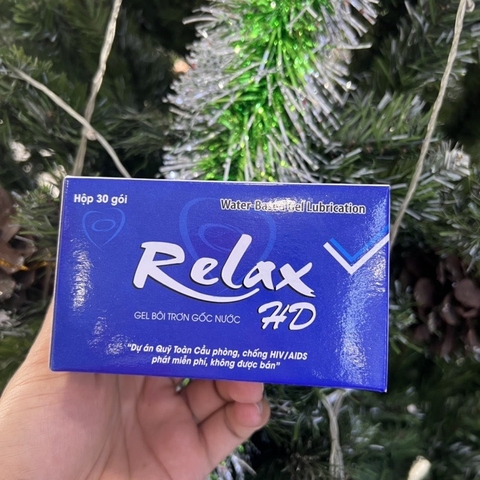 Hộp 30 gói
Water-Based Gel Lubrication
Relax
HD
GEL BÔI TRƠN GỐC NƯỚC
"Dự án Quỹ Toàn Cầu phòng, chống HIV/AIDS
phát miễn phí, không được bán"